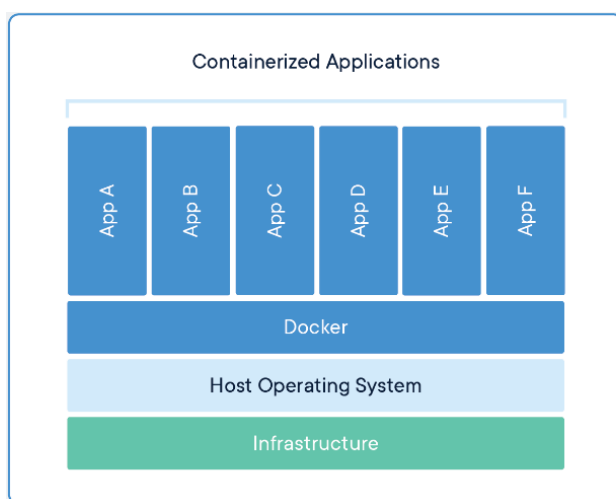 Containerized Applications
App A
App B
App C
App D
App E
App F
Docker
Host Operating System
Infrastructure